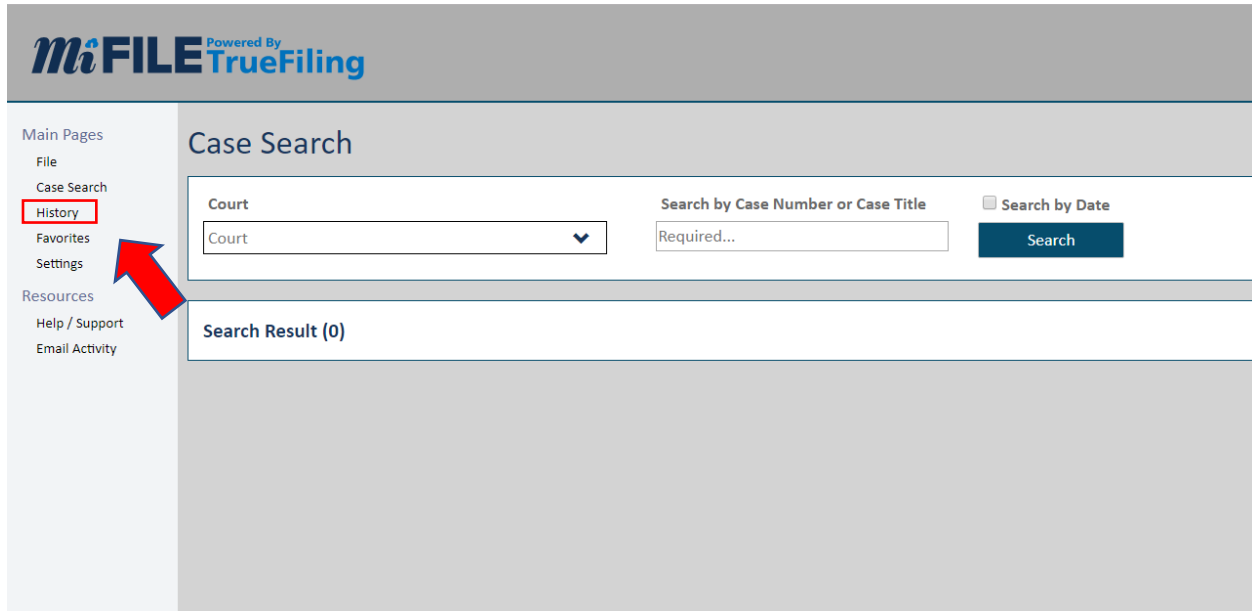 MiFILE Powered By TrueFiling
Main Pages
File
Case Search
History
Favorites
Settings
Resources
Help / Support
Email Activity
Case Search
Court
Court
Search by Case Number or Case Title
Required...
Search by Date
Search
Search Result (0)